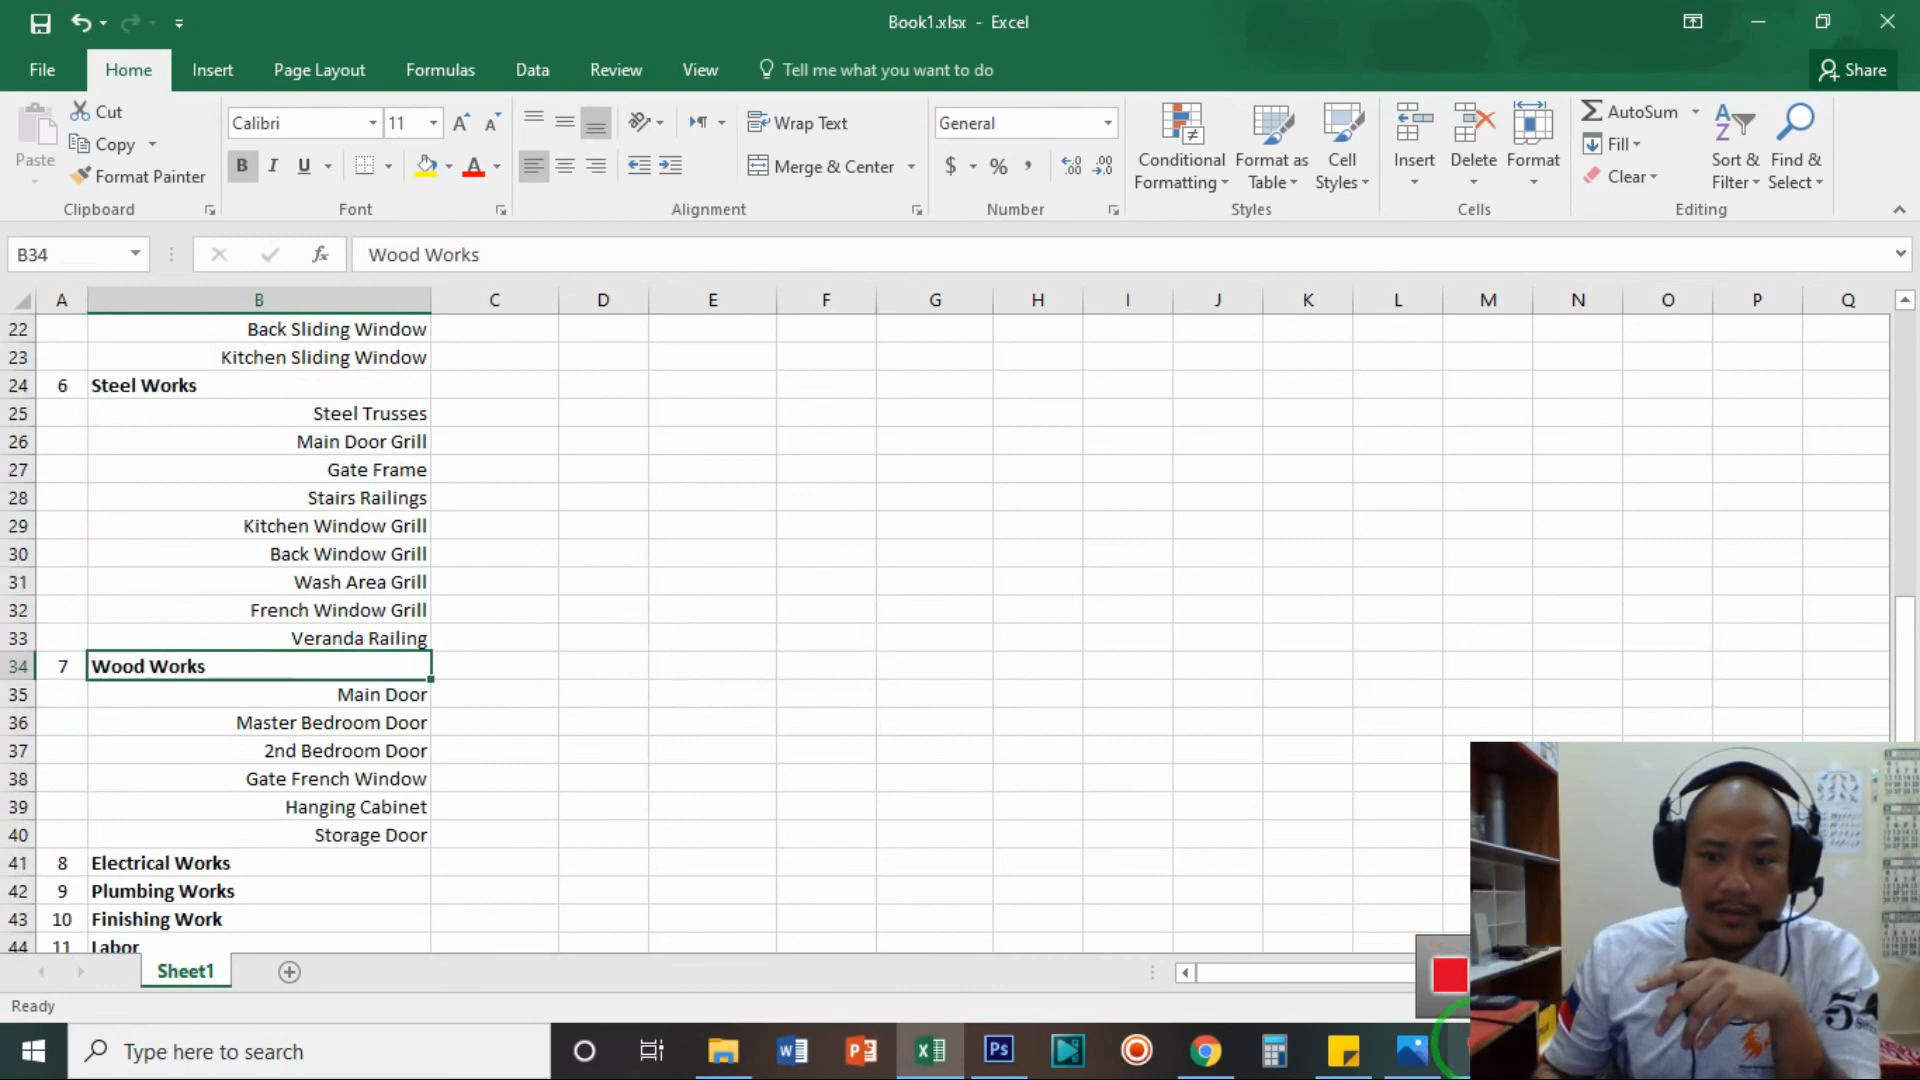 Book1.xlsx - Excel
File Home Insert Page Layout Formulas Data Review View Tell me what you want to do Share
Paste
Cut
Copy
Format Painter
Clipboard
Calibri 11
B I U A
Font
Wrap Text
Merge & Center
Alignment
General
$ % ,
Number
Conditional Formatting
Format as Table
Cell Styles
Styles
Insert Delete Format
Cells
AutoSum
Fill
Clear
Sort & Filter
Find & Select
Editing
B34 fx Wood Works
A B C D E F G H I J K L M N O P Q
22 Back Sliding Window
23 Kitchen Sliding Window
24 6 Steel Works
25 Steel Trusses
26 Main Door Grill
27 Gate Frame
28 Stairs Railings
29 Kitchen Window Grill
30 Back Window Grill
31 Wash Area Grill
32 French Window Grill
33 Veranda Railing
34 7 Wood Works
35 Main Door
36 Master Bedroom Door
37 2nd Bedroom Door
38 Gate French Window
39 Hanging Cabinet
40 Storage Door
41 8 Electrical Works
42 9 Plumbing Works
43 10 Finishing Work
44 11 Labor
Sheet1
Ready
Type here to search